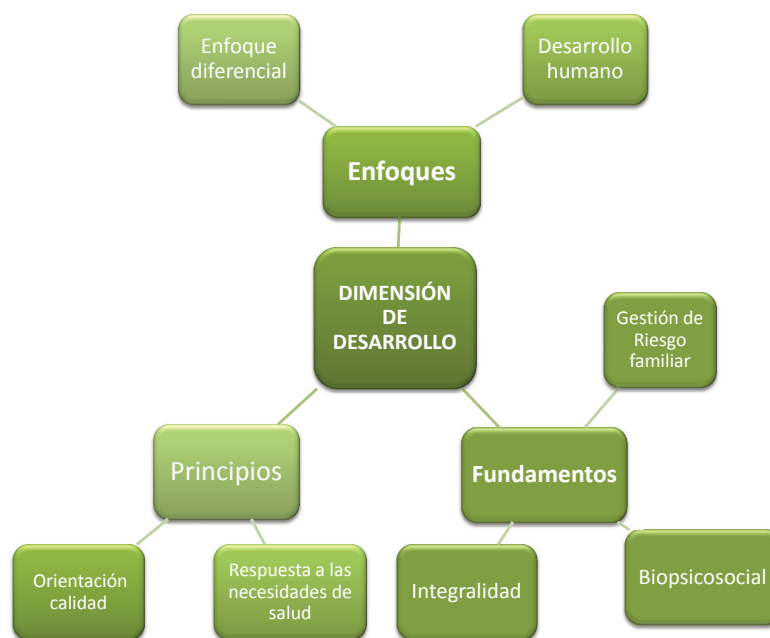 Enfoque
diferencial
Desarrollo
humano
Enfoques
DIMENSIÓN
DE
DESARROLLO
Gestión de
Riesgo
familiar
Principios
Fundamentos
Orientación
calidad
Respuesta a las
necesidades de
salud
Integralidad
Biopsicosocial